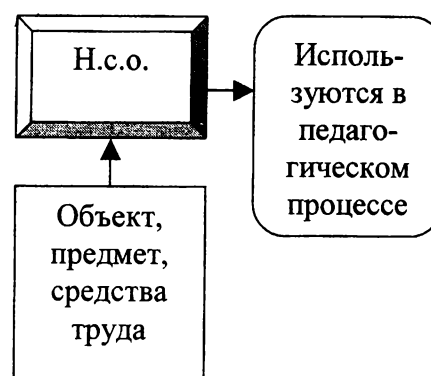 Н.с.о.
Исполь-
зуются в
педаго-
гическом
процессе
Объект,
предмет,
средства
труда